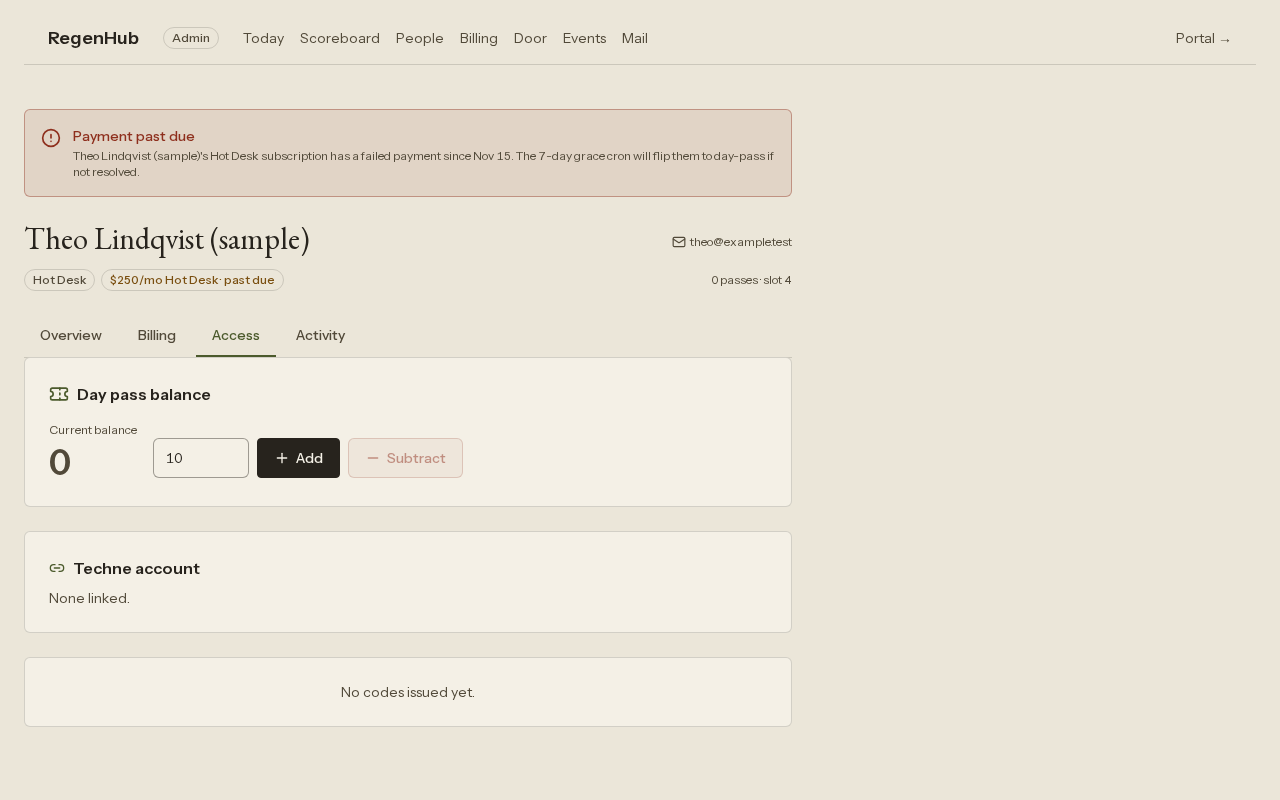 RegenHub
Admin
Today
Scoreboard
People
Billing
Door
Events
Mail
Portal →
Payment past due
Theo Lindqvist (sample)'s Hot Desk subscription has a failed payment since Nov 15. The 7-day grace cron will flip them to day-pass if
not resolved.
Theo Lindqvist (sample)
theo@example.test
Hot Desk
$250/mo Hot Desk · past due
0 passes · slot 4
Overview
Billing
Access
Activity
Day pass balance
Current balance
0
10
Add
Subtract
Techne account
None linked.
No codes issued yet.